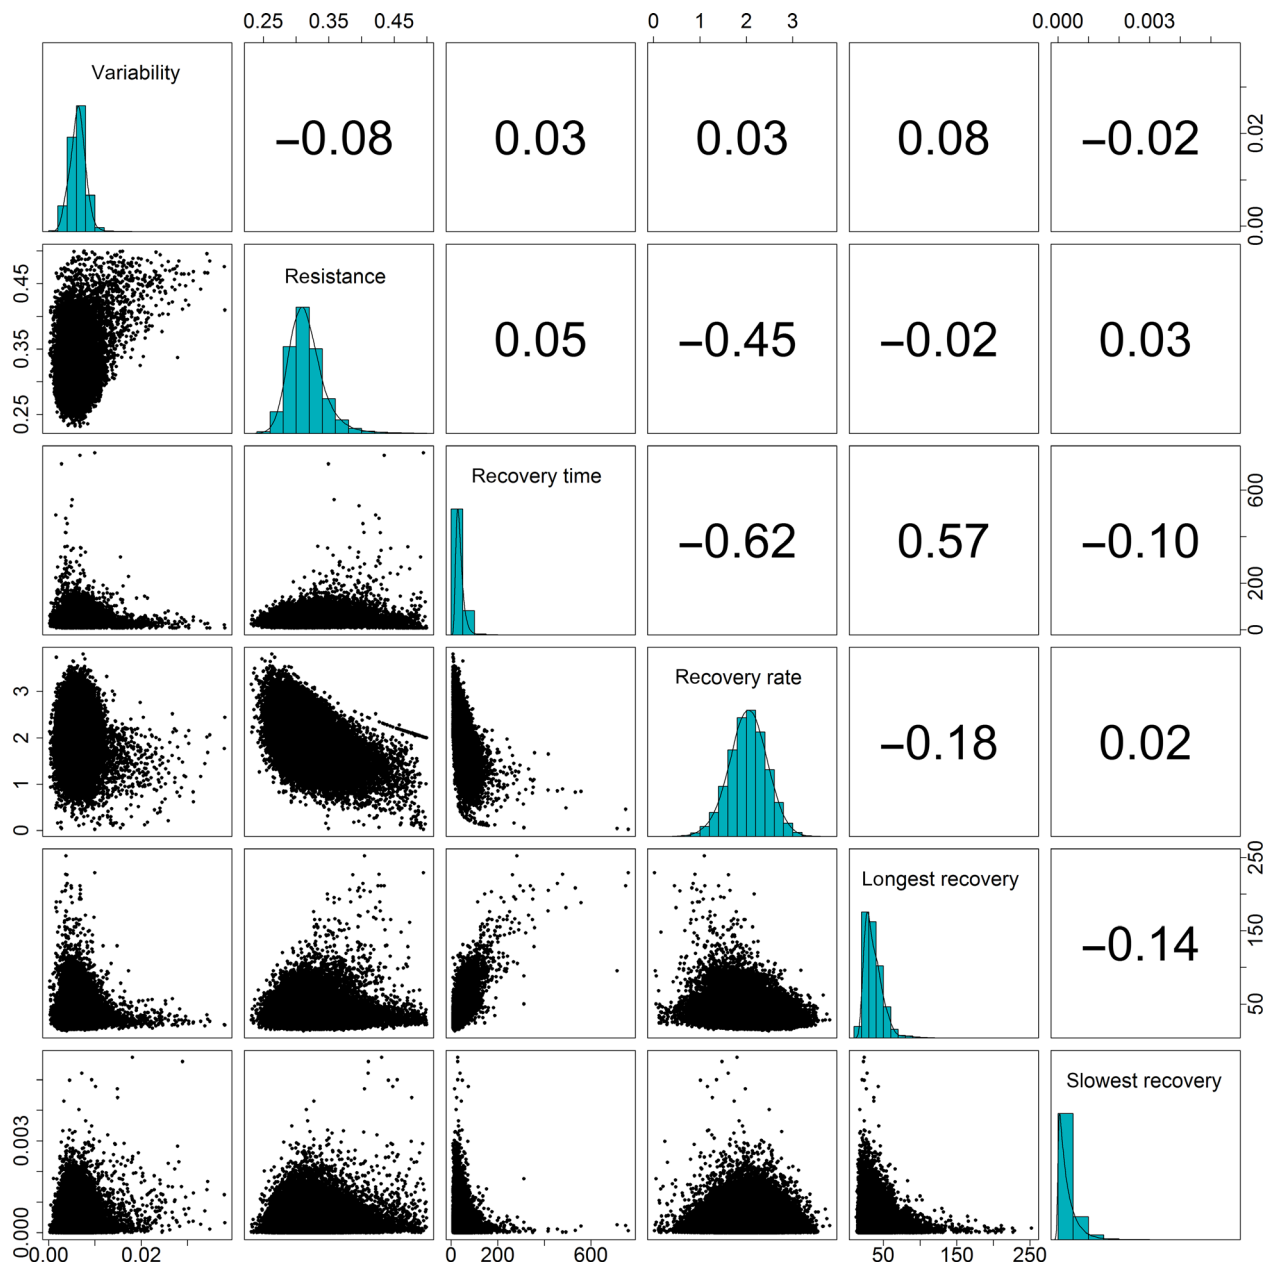 0.25 0.35 0.45 0 1 2 3 0.000 0.003
Variability
−0.08 0.03 0.03 0.08 −0.02
0.00 0.02
0.25 0.35 0.45
Resistance
0.05 −0.45 −0.02 0.03
Recovery time
−0.62 0.57 −0.10
0 200 600
0 1 2 3
Recovery rate
−0.18 0.02
Longest recovery
−0.14
50 150 250
0.000 0.003
Slowest recovery
0.00 0.02 0 200 600 50 150 250